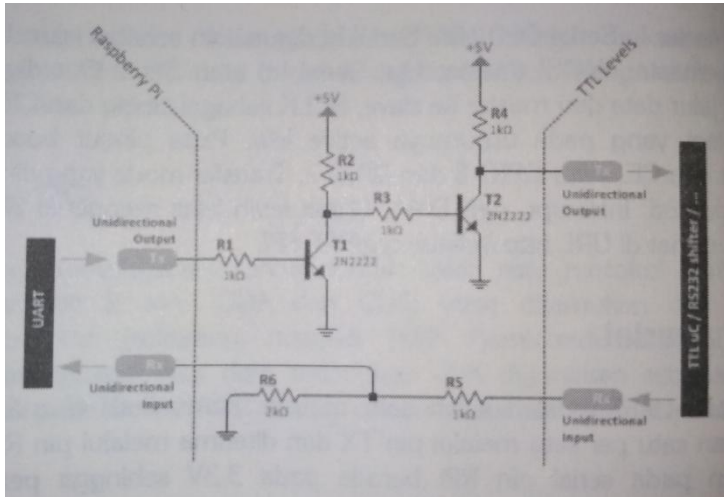 Raspberry Pi
TTL Levels
+5V
+5V
R4
1kΩ
R2
1kΩ
Tx
Unidirectional
Output
R3
1kΩ
T2
2N2222
Unidirectional
Output
Tx
R1
1kΩ
T1
2N2222
UART
TTL uC / RS232 shifter / ...
Rx
Unidirectional
Input
R6
2kΩ
R5
1kΩ
Rx
Unidirectional
Input